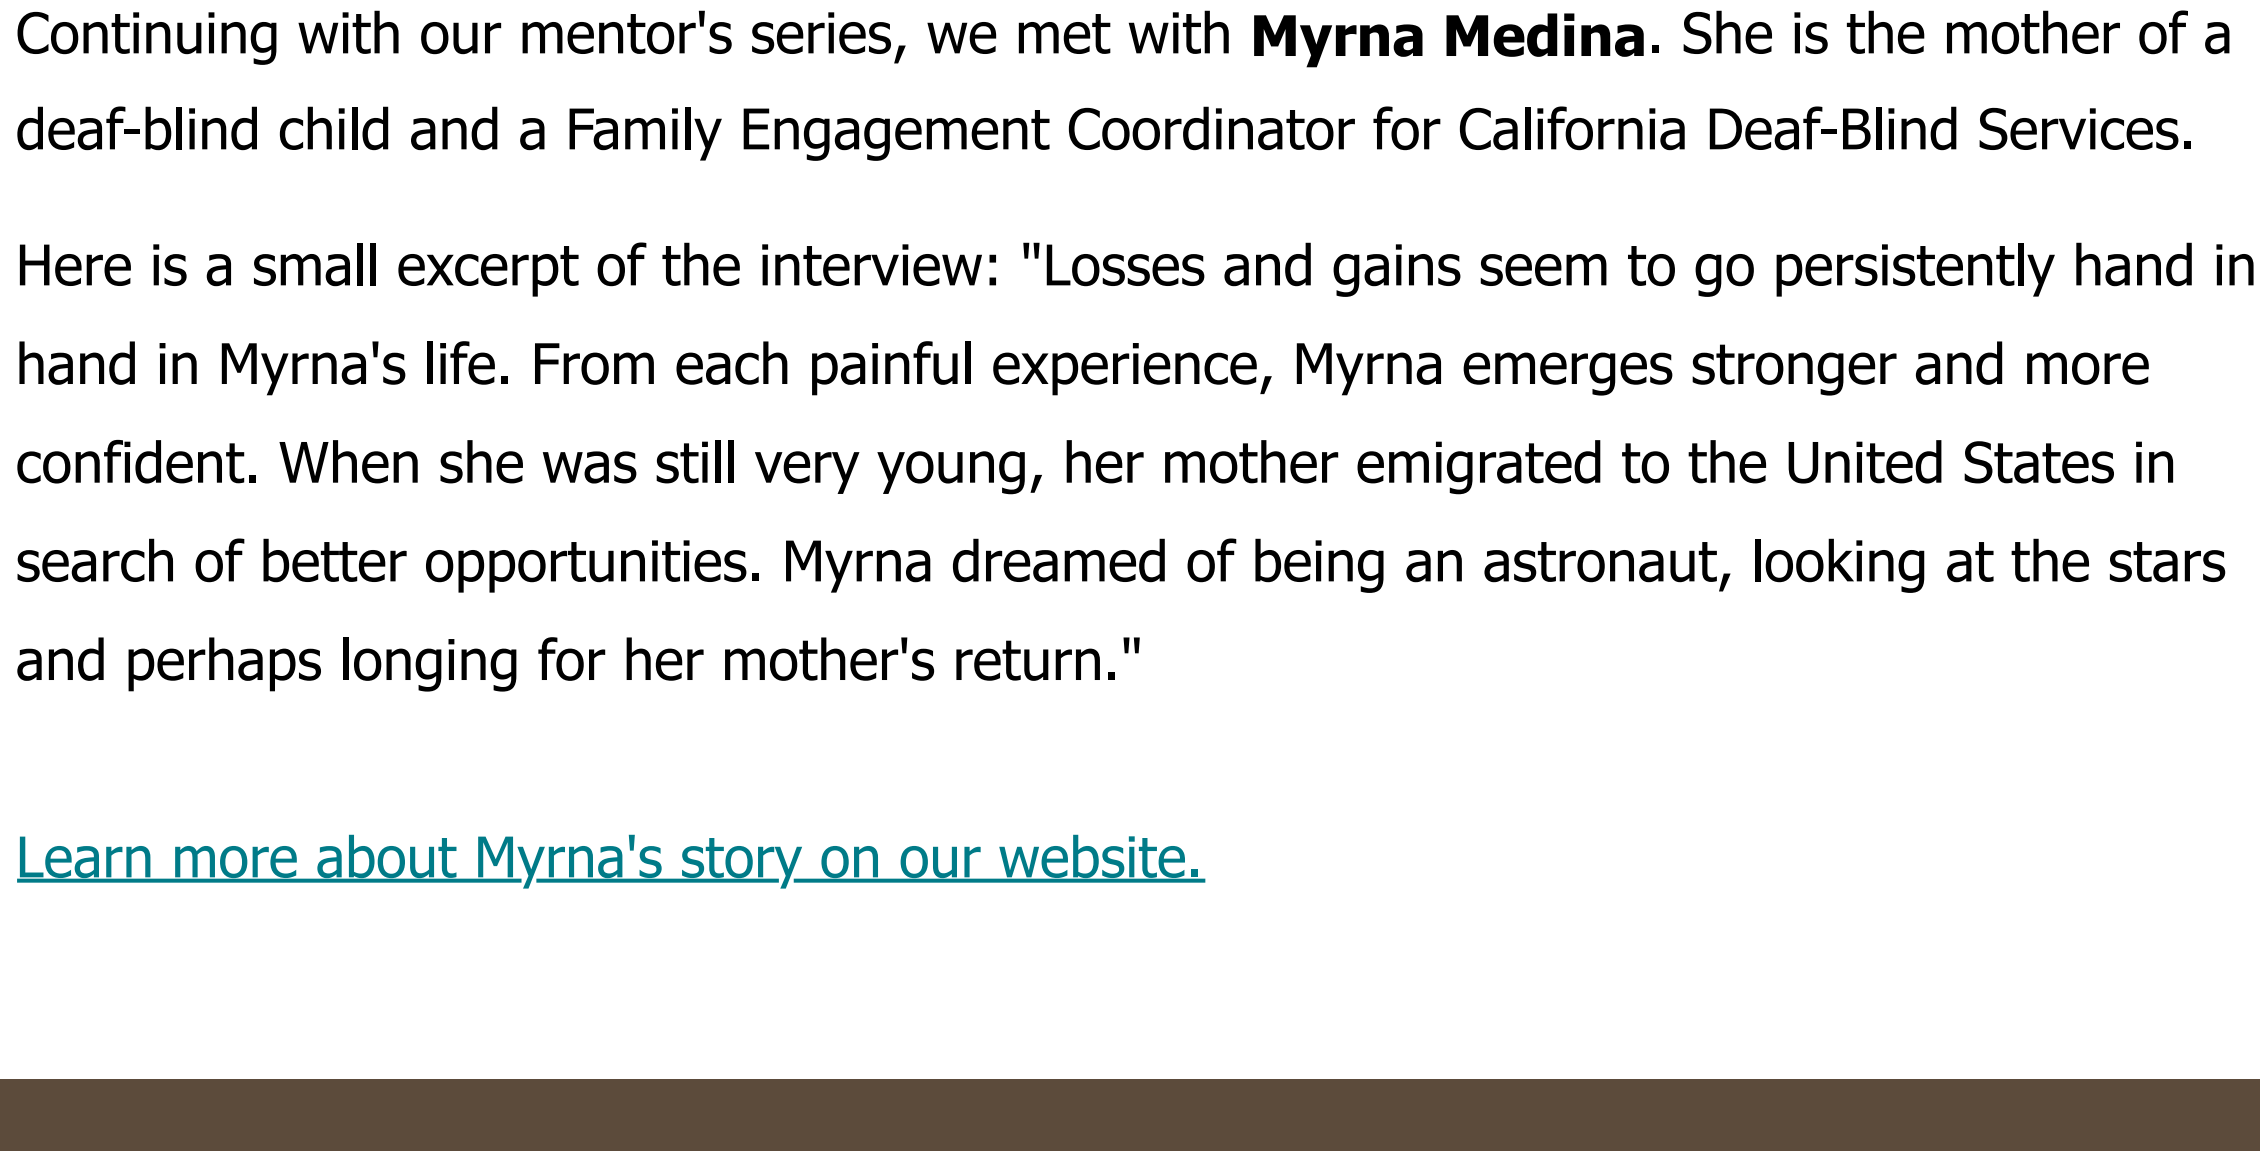 Continuing with our mentor's series, we met with Myrna Medina. She is the mother of a
deaf-blind child and a Family Engagement Coordinator for California Deaf-Blind Services.
Here is a small excerpt of the interview: "Losses and gains seem to go persistently hand in
hand in Myrna's life. From each painful experience, Myrna emerges stronger and more
confident. When she was still very young, her mother emigrated to the United States in
search of better opportunities. Myrna dreamed of being an astronaut, looking at the stars
and perhaps longing for her mother's return."
Learn more about Myrna's story on our website.